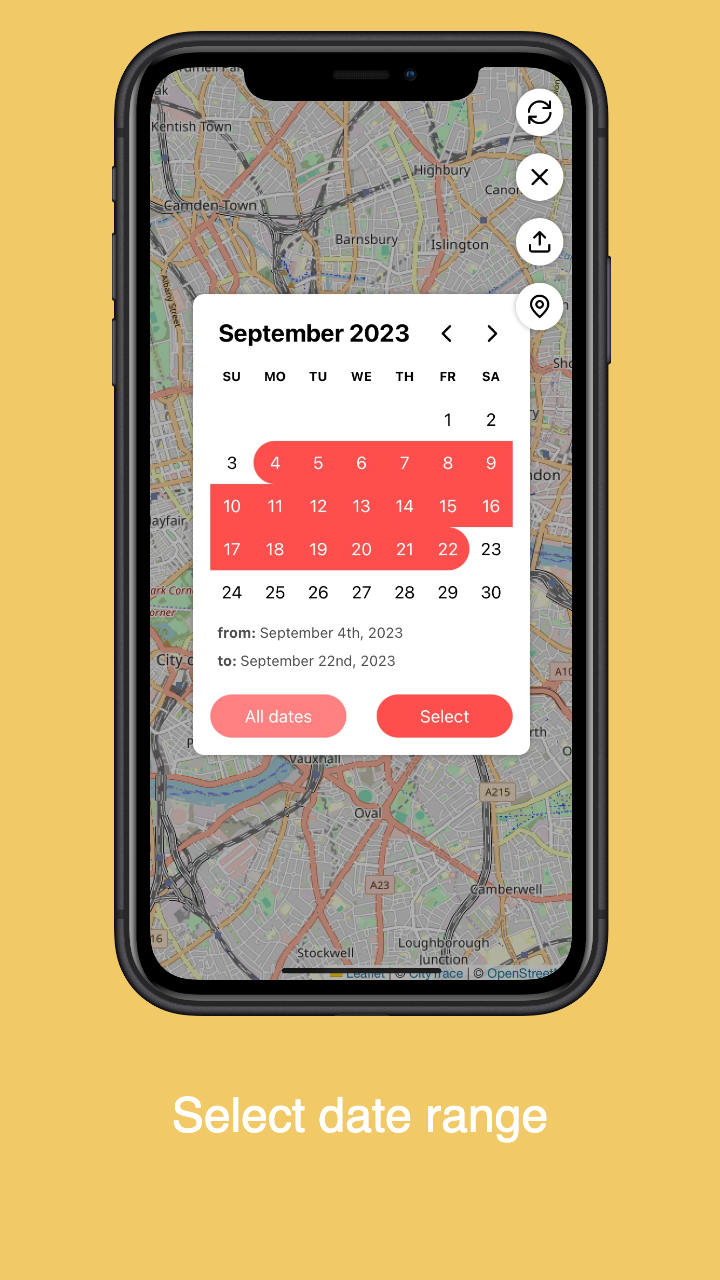 ak
Kentish Town
Highbury
Camden Town
Barnsbury
Islington
Albany Street
September 2023
SU MO TU WE TH FR SA
1 2
3 4 5 6 7 8 9
10 11 12 13 14 15 16
17 18 19 20 21 22 23
24 25 26 27 28 29 30
from: September 4th, 2023
to: September 22nd, 2023
All dates Select
Vauxhall
A215
Oval
A23
Camberwell
16
Stockwell
Loughborough
Junction
Leaflet | © CityTrace | © OpenStreet
Select date range